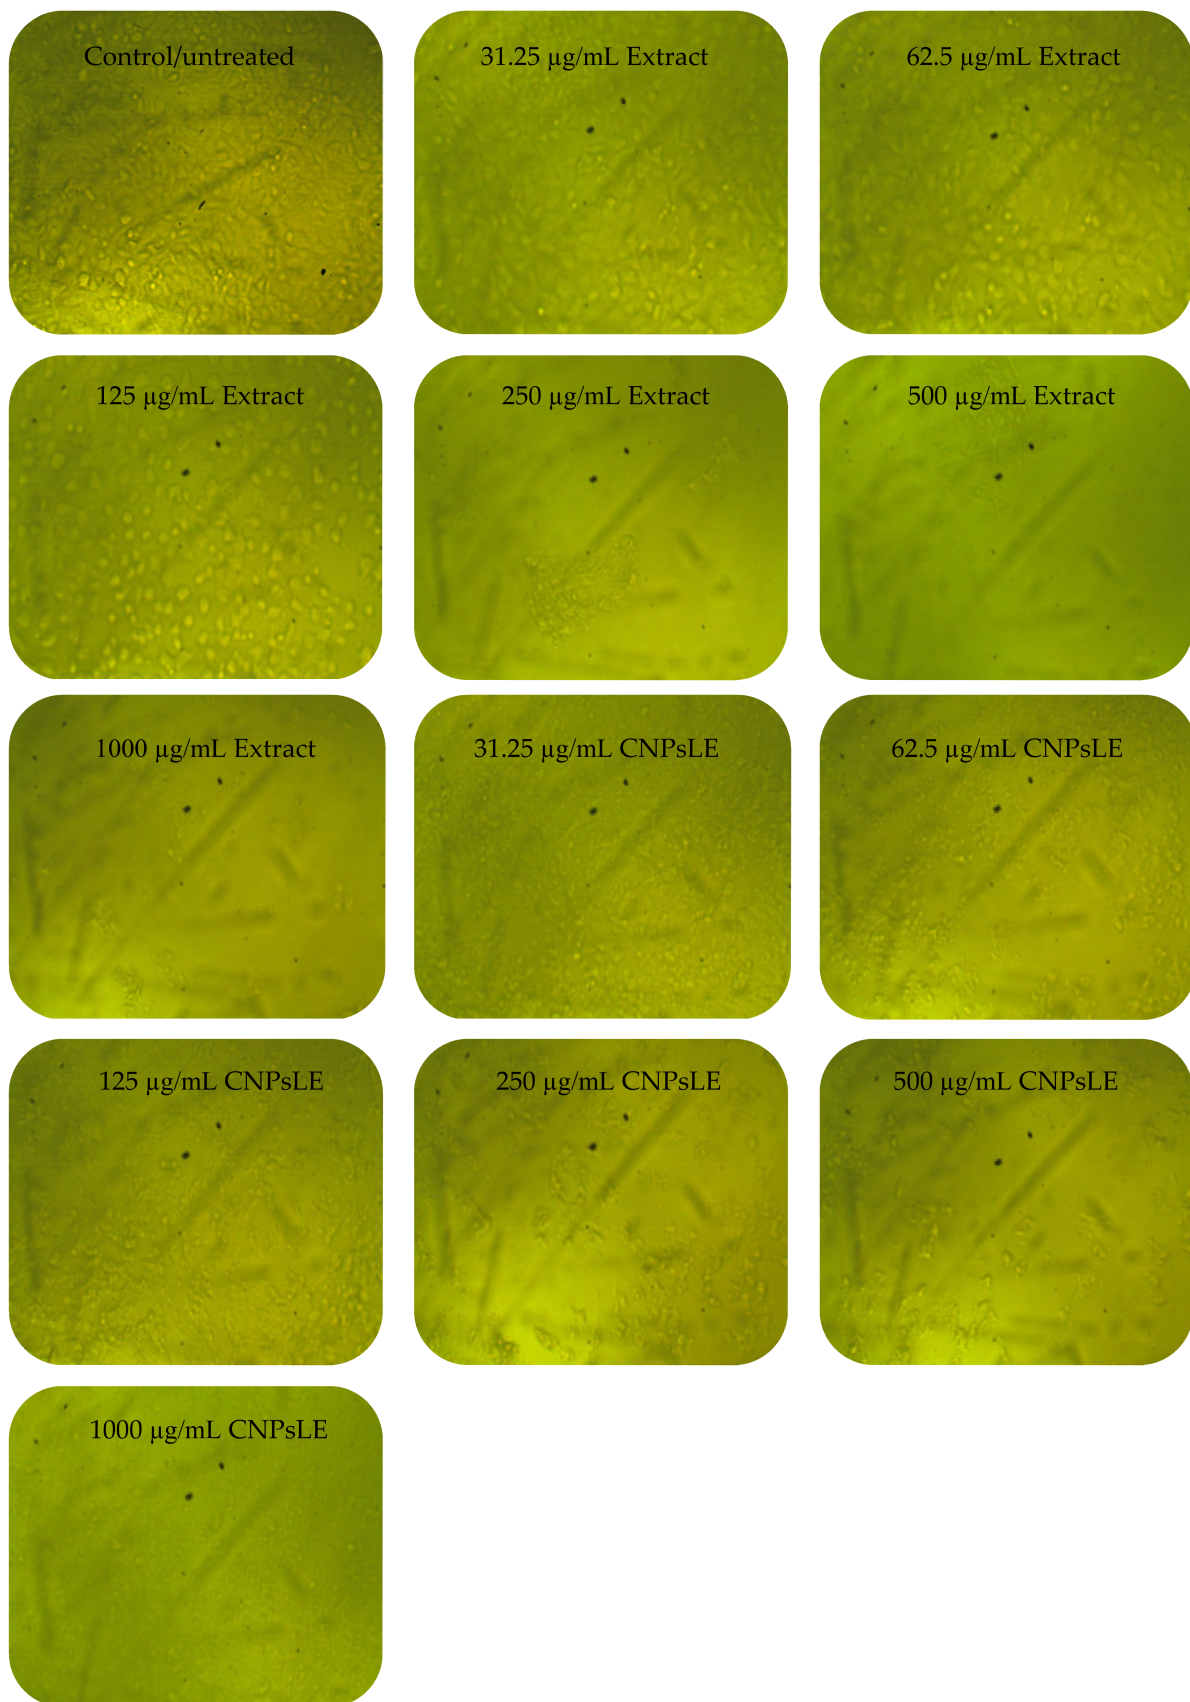 Control/untreated
31.25 µg/mL Extract
62.5 µg/mL Extract
125 µg/mL Extract
250 µg/mL Extract
500 µg/mL Extract
1000 µg/mL Extract
31.25 µg/mL CNPsLE
62.5 µg/mL CNPsLE
125 µg/mL CNPsLE
250 µg/mL CNPsLE
500 µg/mL CNPsLE
1000 µg/mL CNPsLE